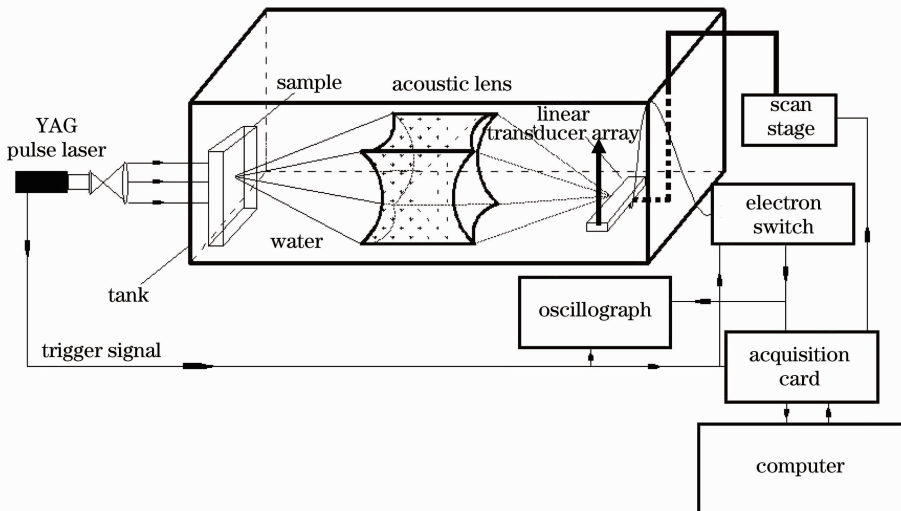 sample
acoustic lens
linear
transducer array
scan
stage
YAG
pulse laser
electron
switch
water
tank
oscillograph
trigger signal
acquisition
card
computer